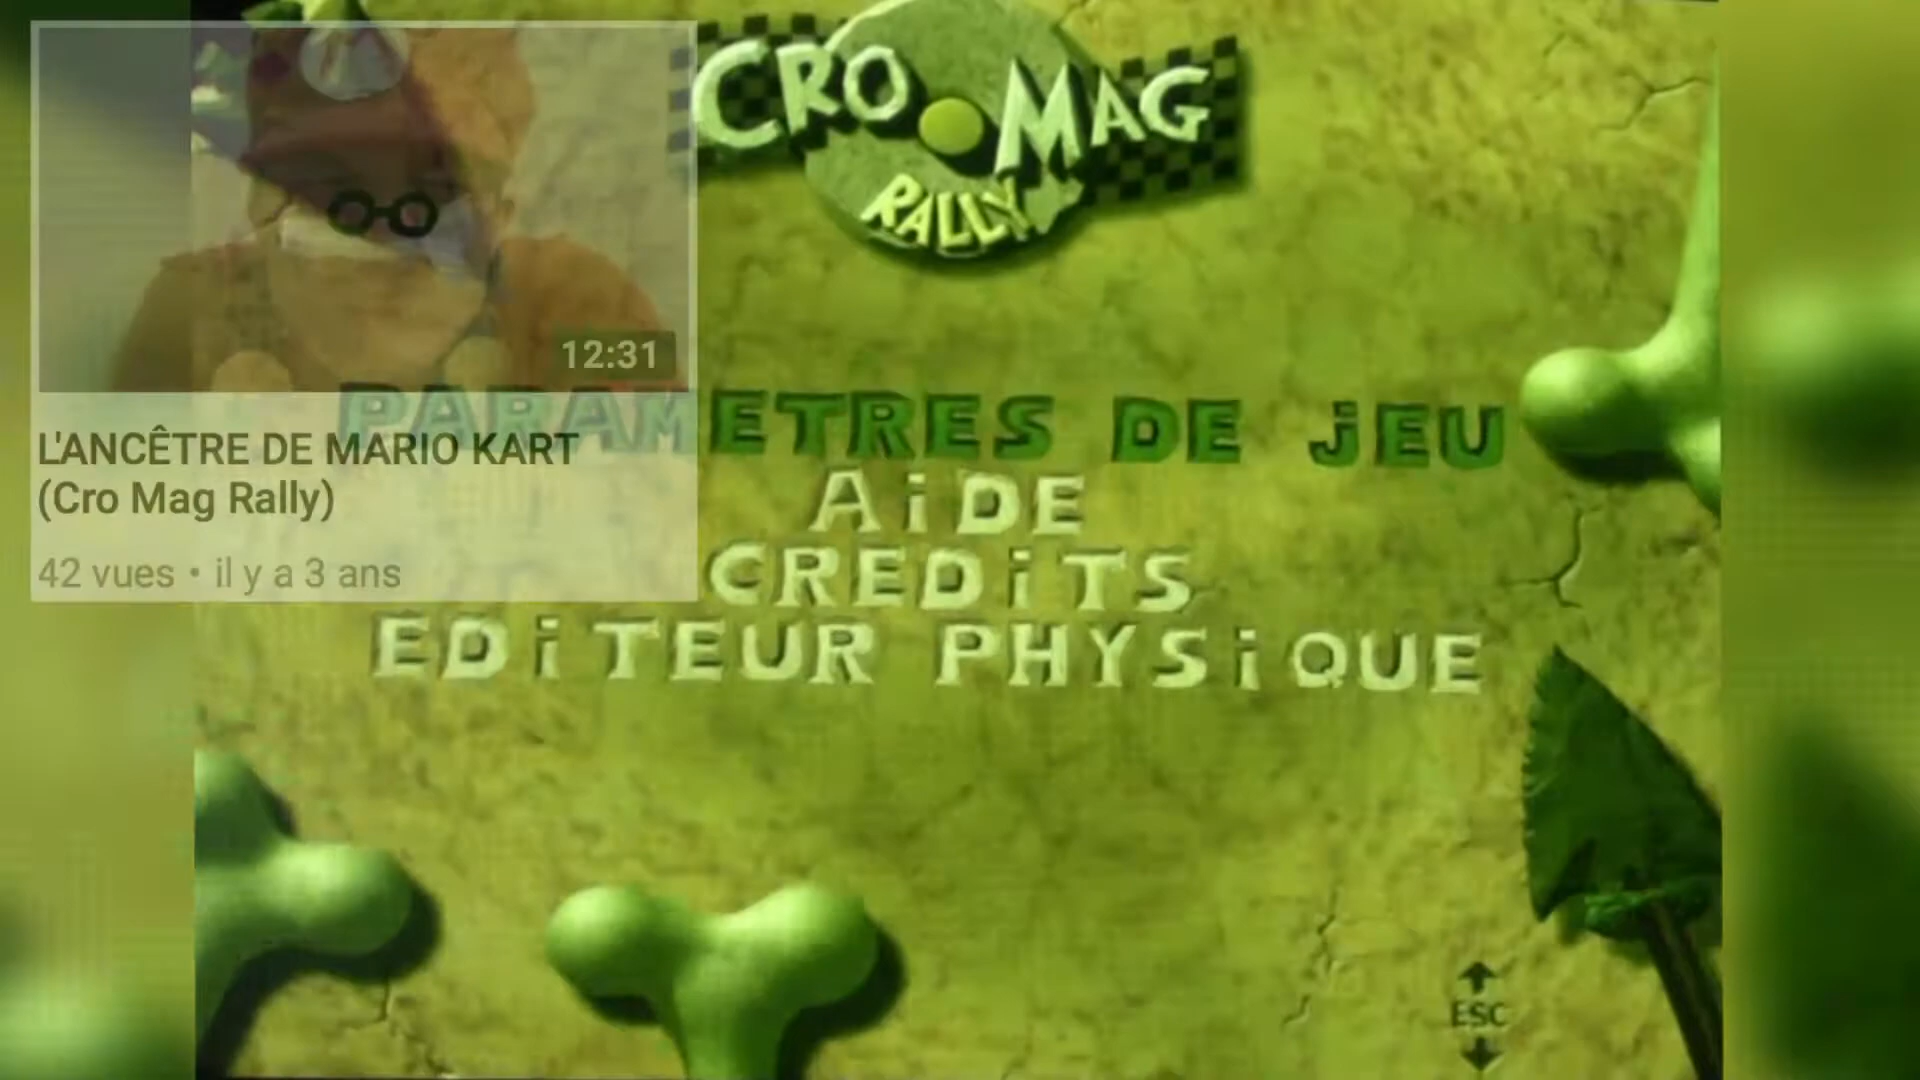 CRO MAG
RALLY
12:31
PARAMETRES DE JEU
L'ANCÊTRE DE MARIO KART
(Cro Mag Rally)
42 vues • il y a 3 ans
AiDE
CREDiTS
EDiTEUR PHYSiQUE
ESC